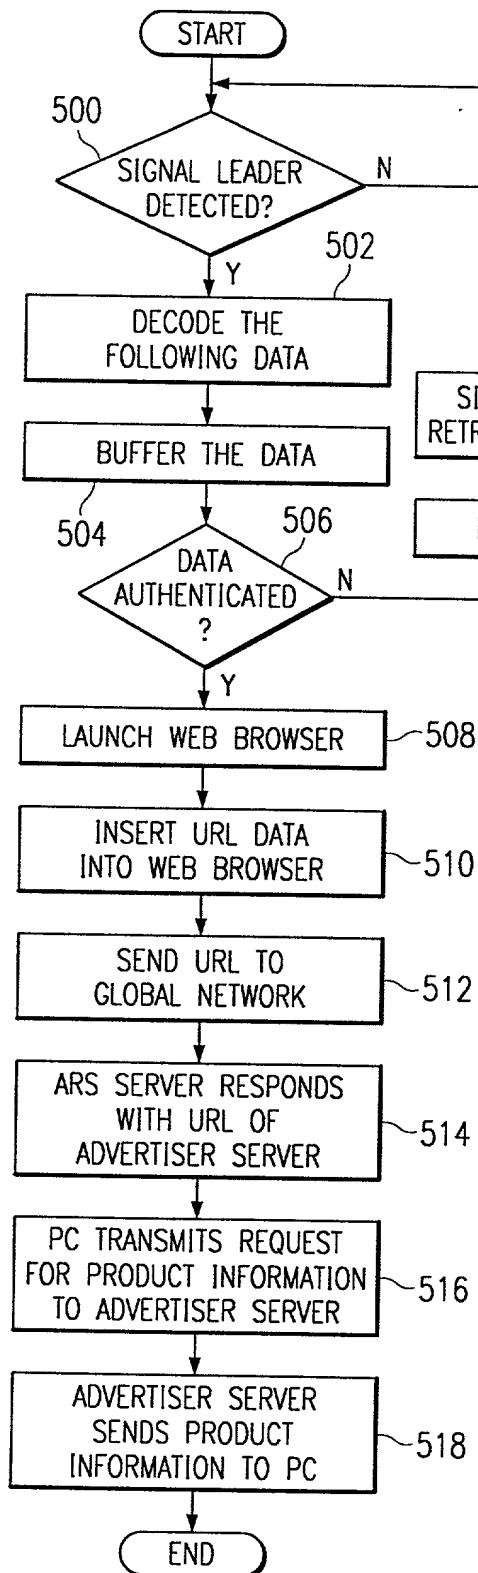 START
500
SIGNAL LEADER
DETECTED?
N
Y
502
DECODE THE
FOLLOWING DATA
BUFFER THE DATA
504
506
DATA
AUTHENTICATED
?
N
Y
LAUNCH WEB BROWSER
508
INSERT URL DATA
INTO WEB BROWSER
510
SEND URL TO
GLOBAL NETWORK
512
ARS SERVER RESPONDS
WITH URL OF
ADVERTISER SERVER
514
PC TRANSMITS REQUEST
FOR PRODUCT INFORMATION
TO ADVERTISER SERVER
516
ADVERTISER SERVER
SENDS PRODUCT
INFORMATION TO PC
518
END